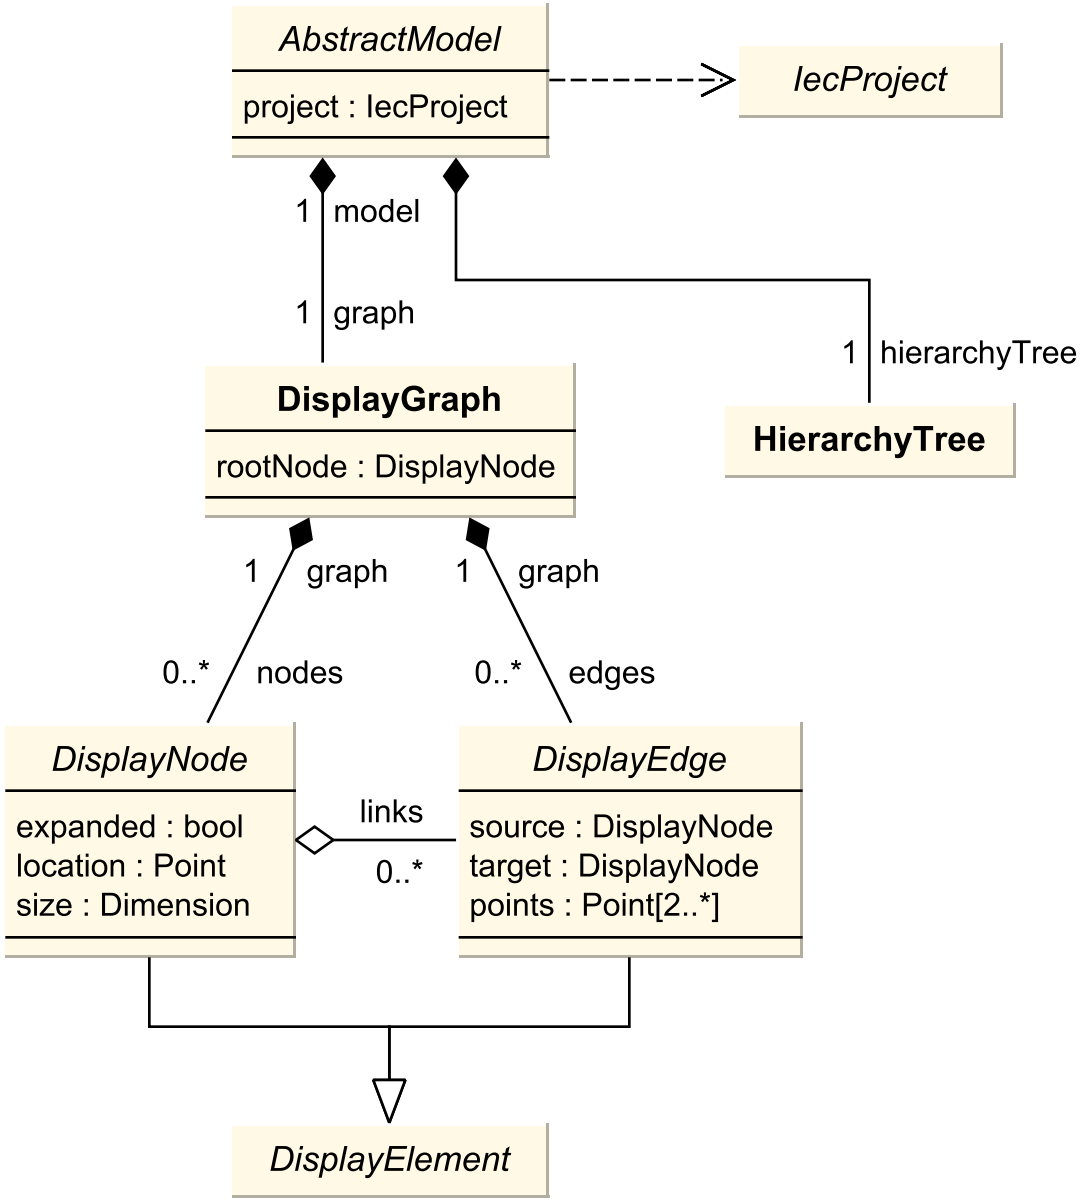 AbstractModel
project : IecProject
IecProject
1 model
1 graph
1 hierarchyTree
DisplayGraph
rootNode : DisplayNode
HierarchyTree
1 graph
1 graph
0..* nodes
0..* edges
DisplayNode
expanded : bool
location : Point
size : Dimension
links
0..*
DisplayEdge
source : DisplayNode
target : DisplayNode
points : Point[2..*]
DisplayElement